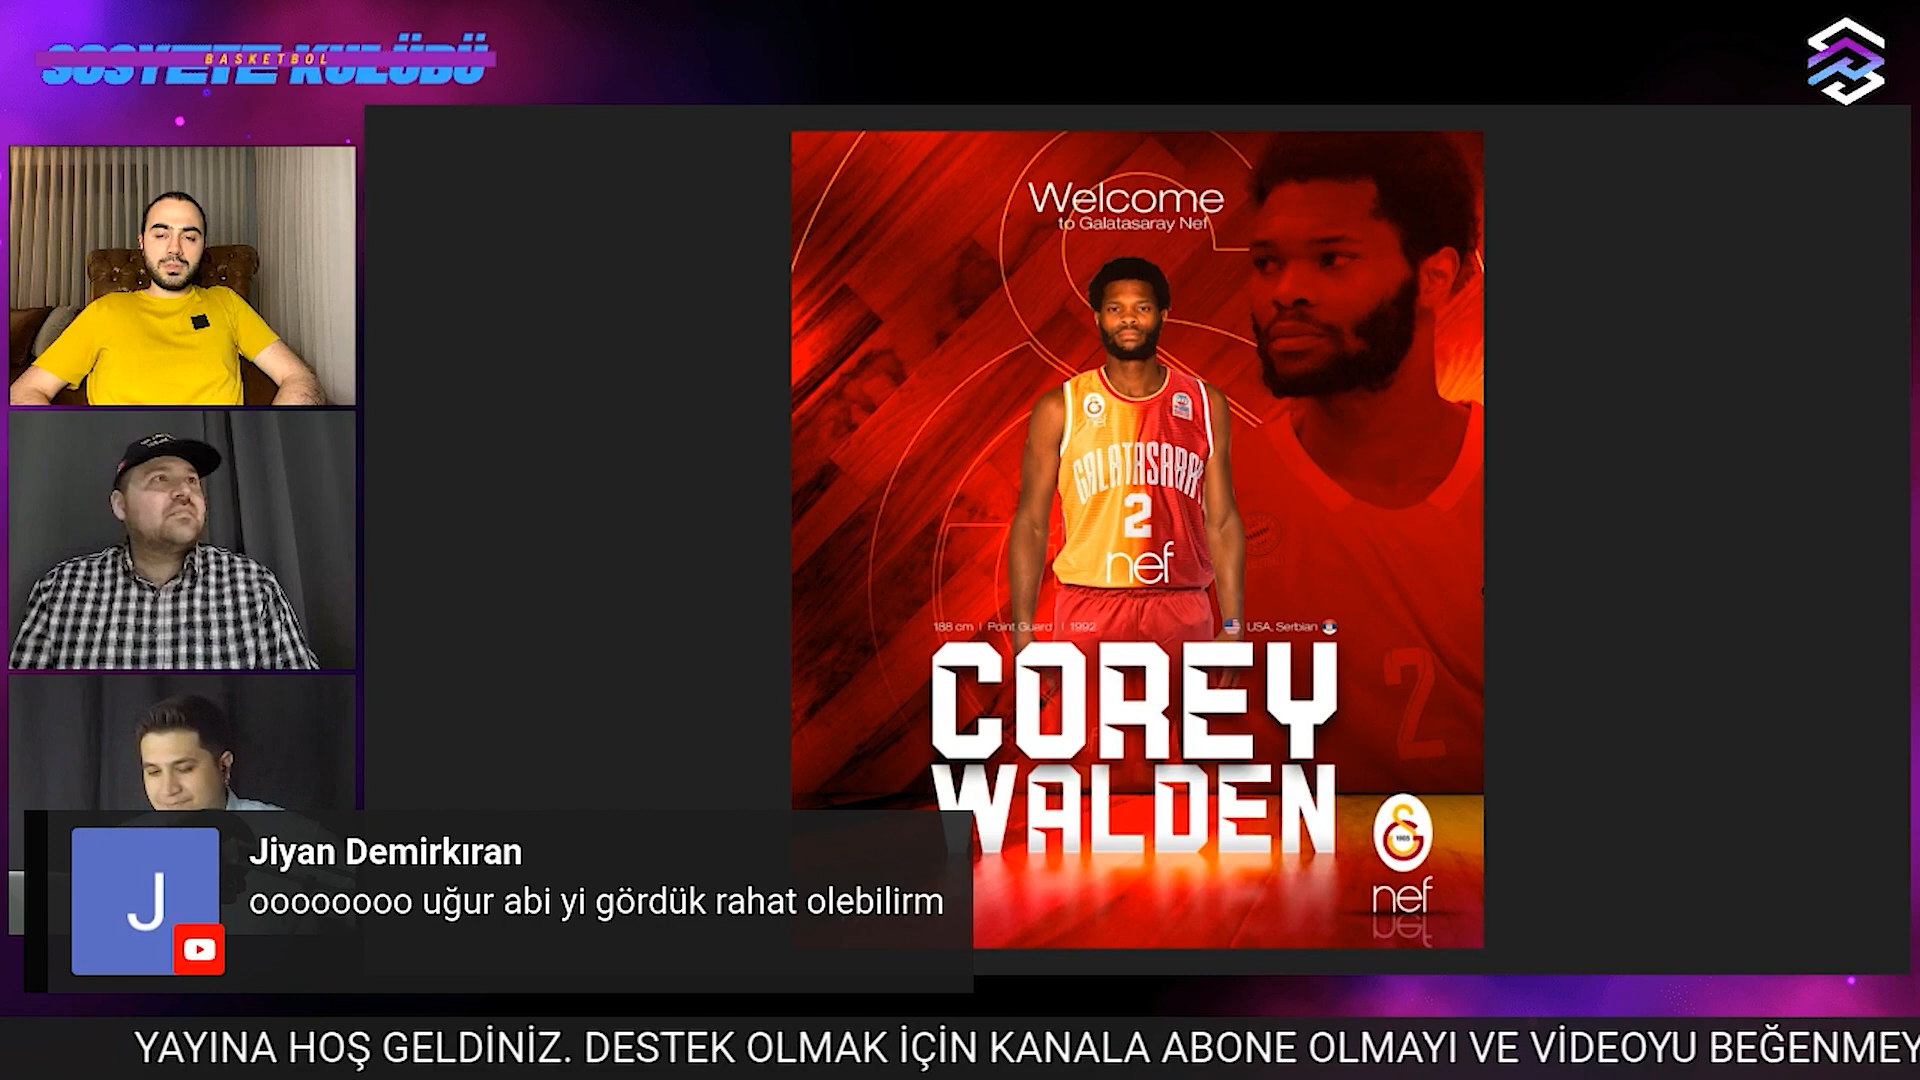 SOSYETE KULÜBÜ
BASKETBOL
Welcome
to Galatasaray Nef
GALATASARAY
2
nef
188 cm | Point Guard | 1992
USA, Serbian
COREY
WALDEN
2
1905
nef
Jiyan Demirkıran
oooooooo uğur abi yi gördük rahat olebilirm
YAYINA HOŞ GELDİNİZ. DESTEK OLMAK İÇİN KANALA ABONE OLMAYI VE VİDEOYU BEĞENMEY